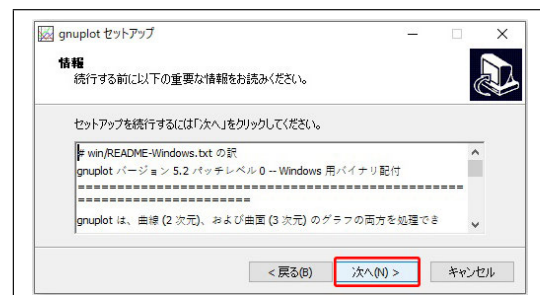 gnuplot セットアップ
情報
続行する前に以下の重要な情報をお読みください。
セットアップを続行するには「次へ」をクリックしてください。
# win/README-Windows.txt の訳
gnuplot バージョン 5.2 パッチレベル 0 -- Windows 用バイナリ配付
======================================================
========================
gnuplot は、曲線 (2 次元)、および曲面 (3 次元) のグラフの両方を処理でき
< 戻る(B)
次へ(N) >
キャンセル